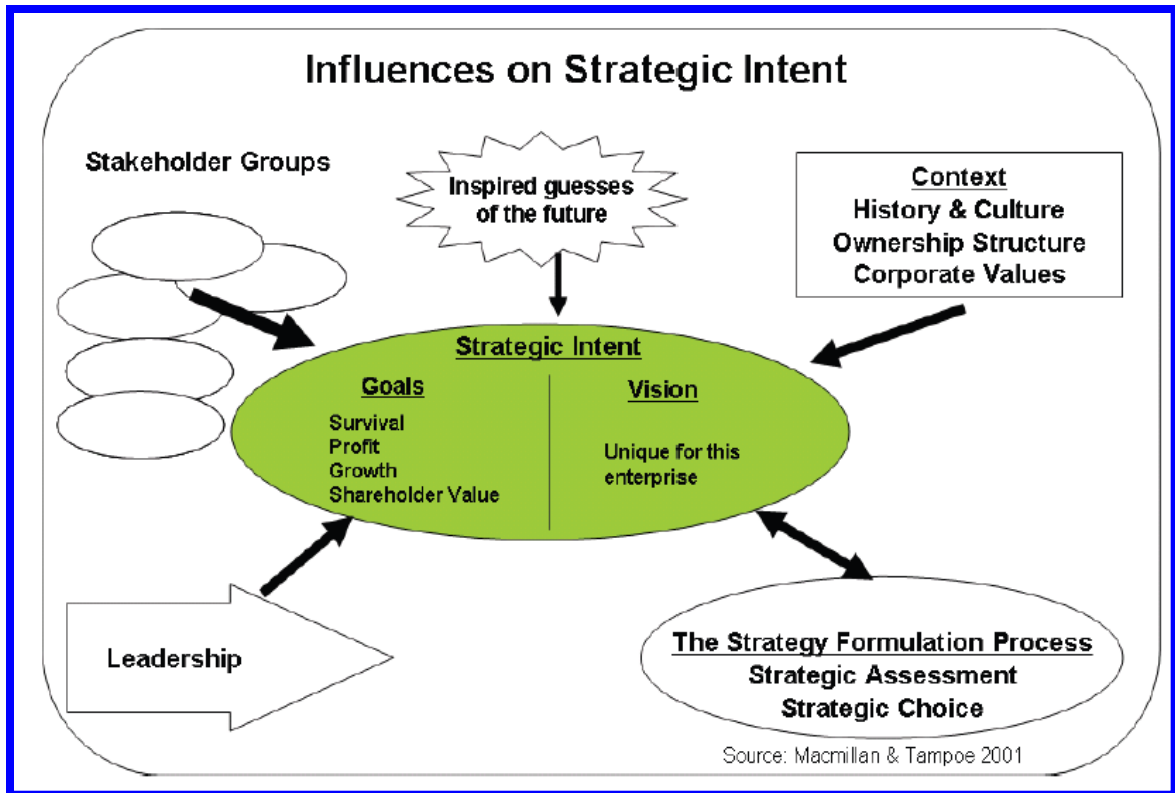 Influences on Strategic Intent
Stakeholder Groups
Inspired guesses
of the future
Context
History & Culture
Ownership Structure
Corporate Values
Strategic Intent
Goals
Survival
Profit
Growth
Shareholder Value
Vision
Unique for this
enterprise
Leadership
The Strategy Formulation Process
Strategic Assessment
Strategic Choice
Source: Macmillan & Tampoe 2001